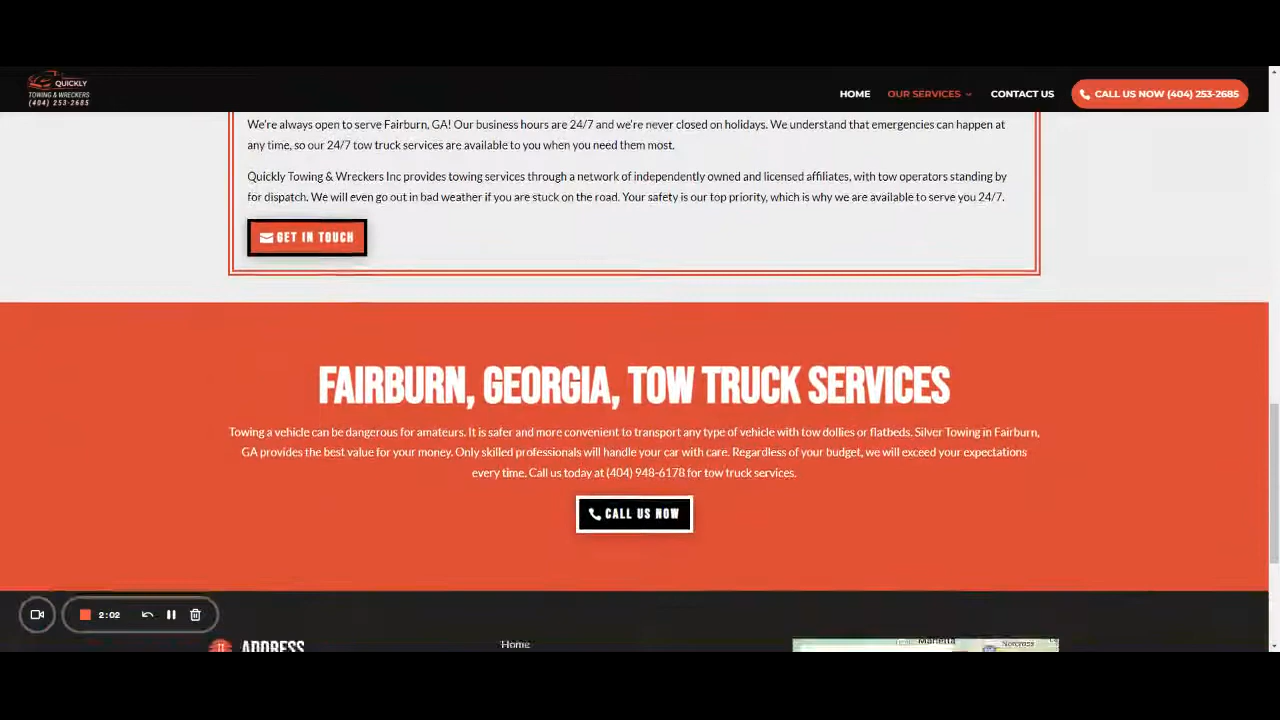 QUICKLY
TOWING & WRECKERS
(404) 253-2685
HOME
OUR SERVICES
CONTACT US
CALL US NOW (404) 253-2685
We're always open to serve Fairburn, GA! Our business hours are 24/7 and we're never closed on holidays. We understand that emergencies can happen at
any time, so our 24/7 tow truck services are available to you when you need them most.
Quickly Towing & Wreckers Inc provides towing services through a network of independently owned and licensed affiliates, with tow operators standing by
for dispatch. We will even go out in bad weather if you are stuck on the road. Your safety is our top priority, which is why we are available to serve you 24/7.
GET IN TOUCH
FAIRBURN, GEORGIA, TOW TRUCK SERVICES
Towing a vehicle can be dangerous for amateurs. It is safer and more convenient to transport any type of vehicle with tow dollies or flatbeds. Silver Towing in Fairburn,
GA provides the best value for your money. Only skilled professionals will handle your car with care. Regardless of your budget, we will exceed your expectations
every time. Call us today at (404) 948-6178 for tow truck services.
CALL US NOW
2:02
ADDRESS
Home
Marietta
Norcross